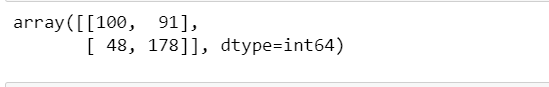 array([[100,  91],
       [ 48, 178]], dtype=int64)